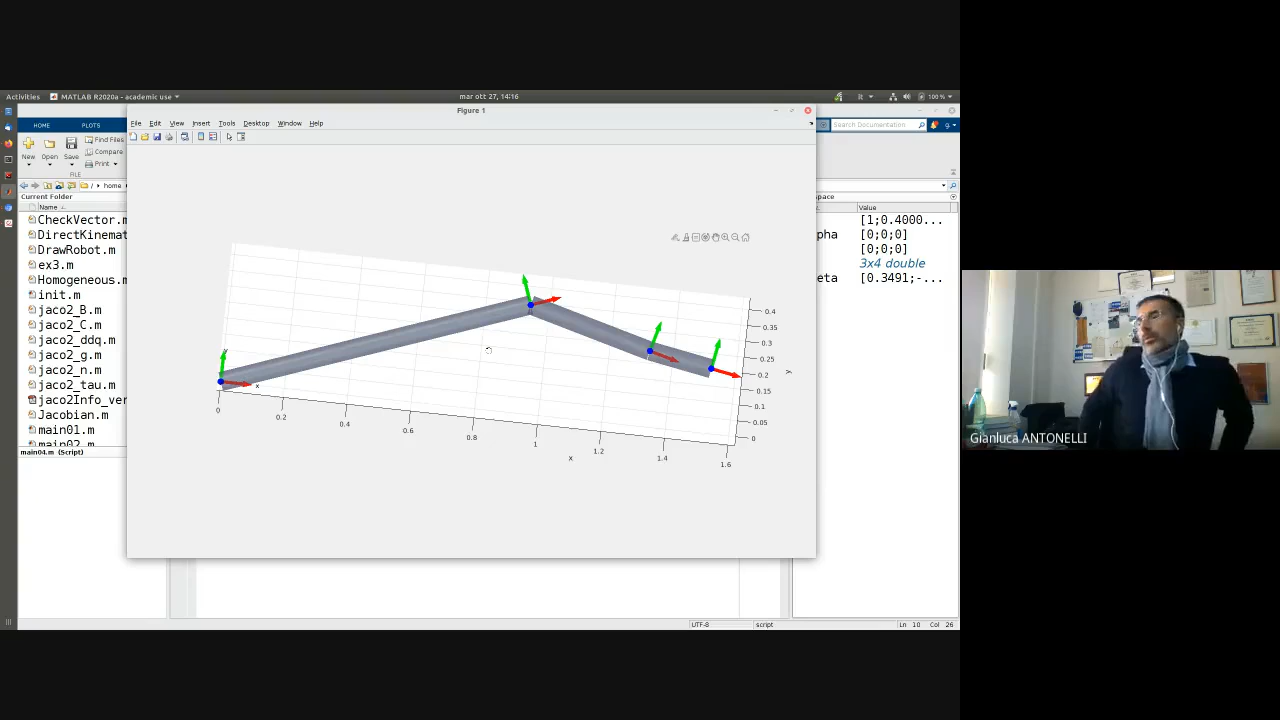 Activities
MATLAB R2020a - academic use
mar ott 27, 14:16
it
100 %
Figure 1
HOME
PLOTS
File Edit View Insert Tools Desktop Window Help
Search Documentation
g
New
Open
Save
Find Files
Compare
Print
FILE
/ home
Current Folder
Name
CheckVector.m
DirectKinemat
DrawRobot.m
ex3.m
Homogeneous.m
init.m
jaco2_B.m
jaco2_C.m
jaco2_ddq.m
jaco2_g.m
jaco2_n.m
jaco2_tau.m
jaco2Info_ver
Jacobian.m
main01.m
main02.m
main04.m (Script)
y
x
0
0.2
0.4
0.6
0.8
1
1.2
1.4
1.6
x
0.4
0.35
0.3
0.25
0.2
0.15
0.1
0.05
0
y
space
Value
[1;0.4000...
pha [0;0;0]
[0;0;0]
3x4 double
eta [0.3491;-...
UTF-8
script
Ln 10 Col 26
Gianluca ANTONELLI